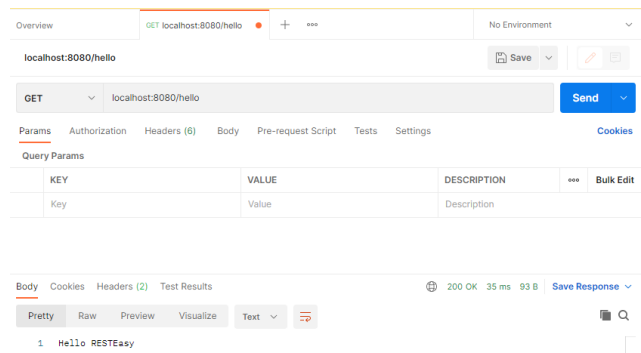 Overview GET localhost:8080/hello No Environment
localhost:8080/hello Save
GET localhost:8080/hello Send
Params Authorization Headers (6) Body Pre-request Script Tests Settings Cookies
Query Params
KEY VALUE DESCRIPTION Bulk Edit
Key Value Description
Body Cookies Headers (2) Test Results 200 OK 35 ms 93 B Save Response
Pretty Raw Preview Visualize Text
1 Hello RESTEasy